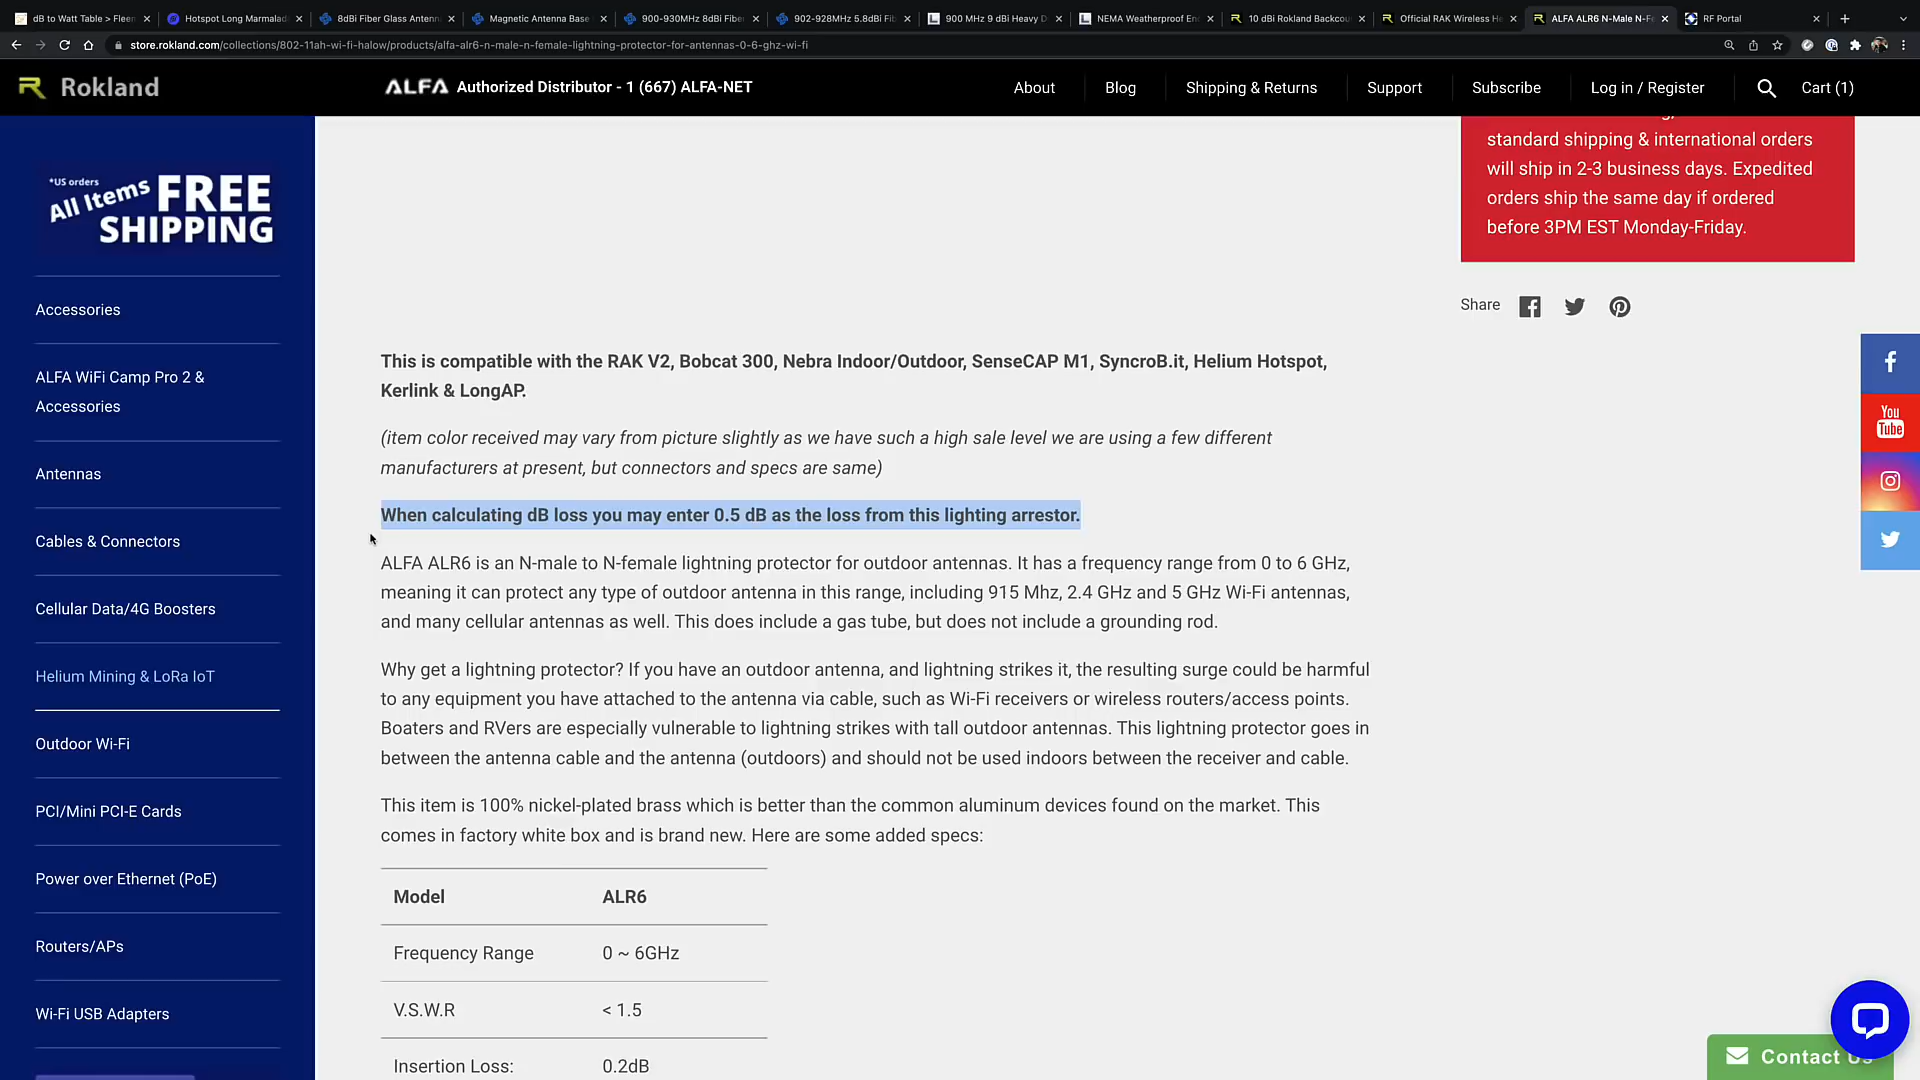 dB to Watt Table > Fleen
Hotspot Long Marmalad
8dBi Fiber Glass Antenn
Magnetic Antenna Base
900-930MHz 8dBi Fiber
902-928MHz 5.8dBi Fib
900 MHz 9 dBi Heavy D
NEMA Weatherproof En
10 dBi Rokland Backcou
Official RAK Wireless He
ALFA ALR6 N-Male N-Fe
RF Portal
store.rokland.com/collections/802-11ah-wi-fi-halow/products/alfa-alr6-n-male-n-female-lightning-protector-for-antennas-0-6-ghz-wi-fi
Rokland
ALFA Authorized Distributor - 1 (667) ALFA-NET
About
Blog
Shipping & Returns
Support
Subscribe
Log in / Register
Cart (1)
*US orders
All Items FREE
SHIPPING
Accessories
ALFA WiFi Camp Pro 2 &
Accessories
Antennas
Cables & Connectors
Cellular Data/4G Boosters
Helium Mining & LoRa IoT
Outdoor Wi-Fi
PCI/Mini PCI-E Cards
Power over Ethernet (PoE)
Routers/APs
Wi-Fi USB Adapters
This is compatible with the RAK V2, Bobcat 300, Nebra Indoor/Outdoor, SenseCAP M1, SyncroB.it, Helium Hotspot,
Kerlink & LongAP.
(item color received may vary from picture slightly as we have such a high sale level we are using a few different
manufacturers at present, but connectors and specs are same)
When calculating dB loss you may enter 0.5 dB as the loss from this lighting arrestor.
ALFA ALR6 is an N-male to N-female lightning protector for outdoor antennas. It has a frequency range from 0 to 6 GHz,
meaning it can protect any type of outdoor antenna in this range, including 915 Mhz, 2.4 GHz and 5 GHz Wi-Fi antennas,
and many cellular antennas as well. This does include a gas tube, but does not include a grounding rod.
Why get a lightning protector? If you have an outdoor antenna, and lightning strikes it, the resulting surge could be harmful
to any equipment you have attached to the antenna via cable, such as Wi-Fi receivers or wireless routers/access points.
Boaters and RVers are especially vulnerable to lightning strikes with tall outdoor antennas. This lightning protector goes in
between the antenna cable and the antenna (outdoors) and should not be used indoors between the receiver and cable.
This item is 100% nickel-plated brass which is better than the common aluminum devices found on the market. This
comes in factory white box and is brand new. Here are some added specs:
Model ALR6
Frequency Range 0 ~ 6GHz
V.S.W.R < 1.5
Insertion Loss: 0.2dB
standard shipping & international orders
will ship in 2-3 business days. Expedited
orders ship the same day if ordered
before 3PM EST Monday-Friday.
Share
You
Tube
Contact